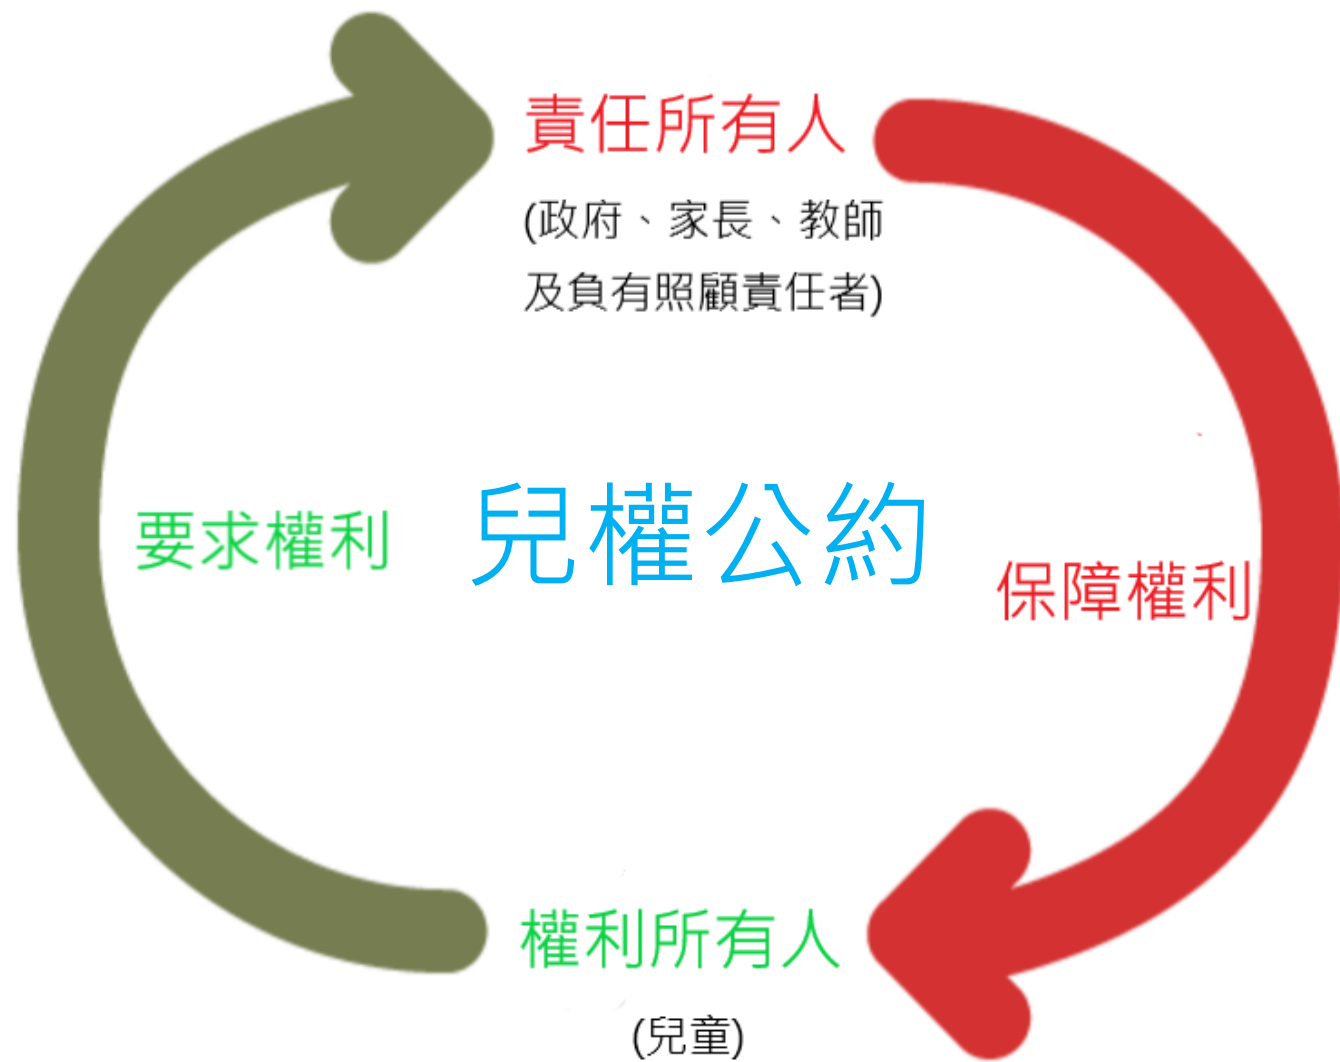 責任所有人
(政府、家長、教師
及負有照顧責任者)
要求權利
兒權公約
保障權利
權利所有人
(兒童)